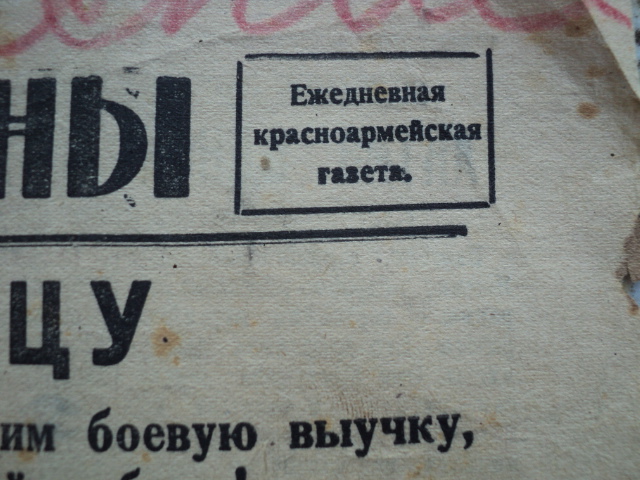 НЫ
Ежедневная
красноармейская
газета.
ЦУ
им боевую выучку,